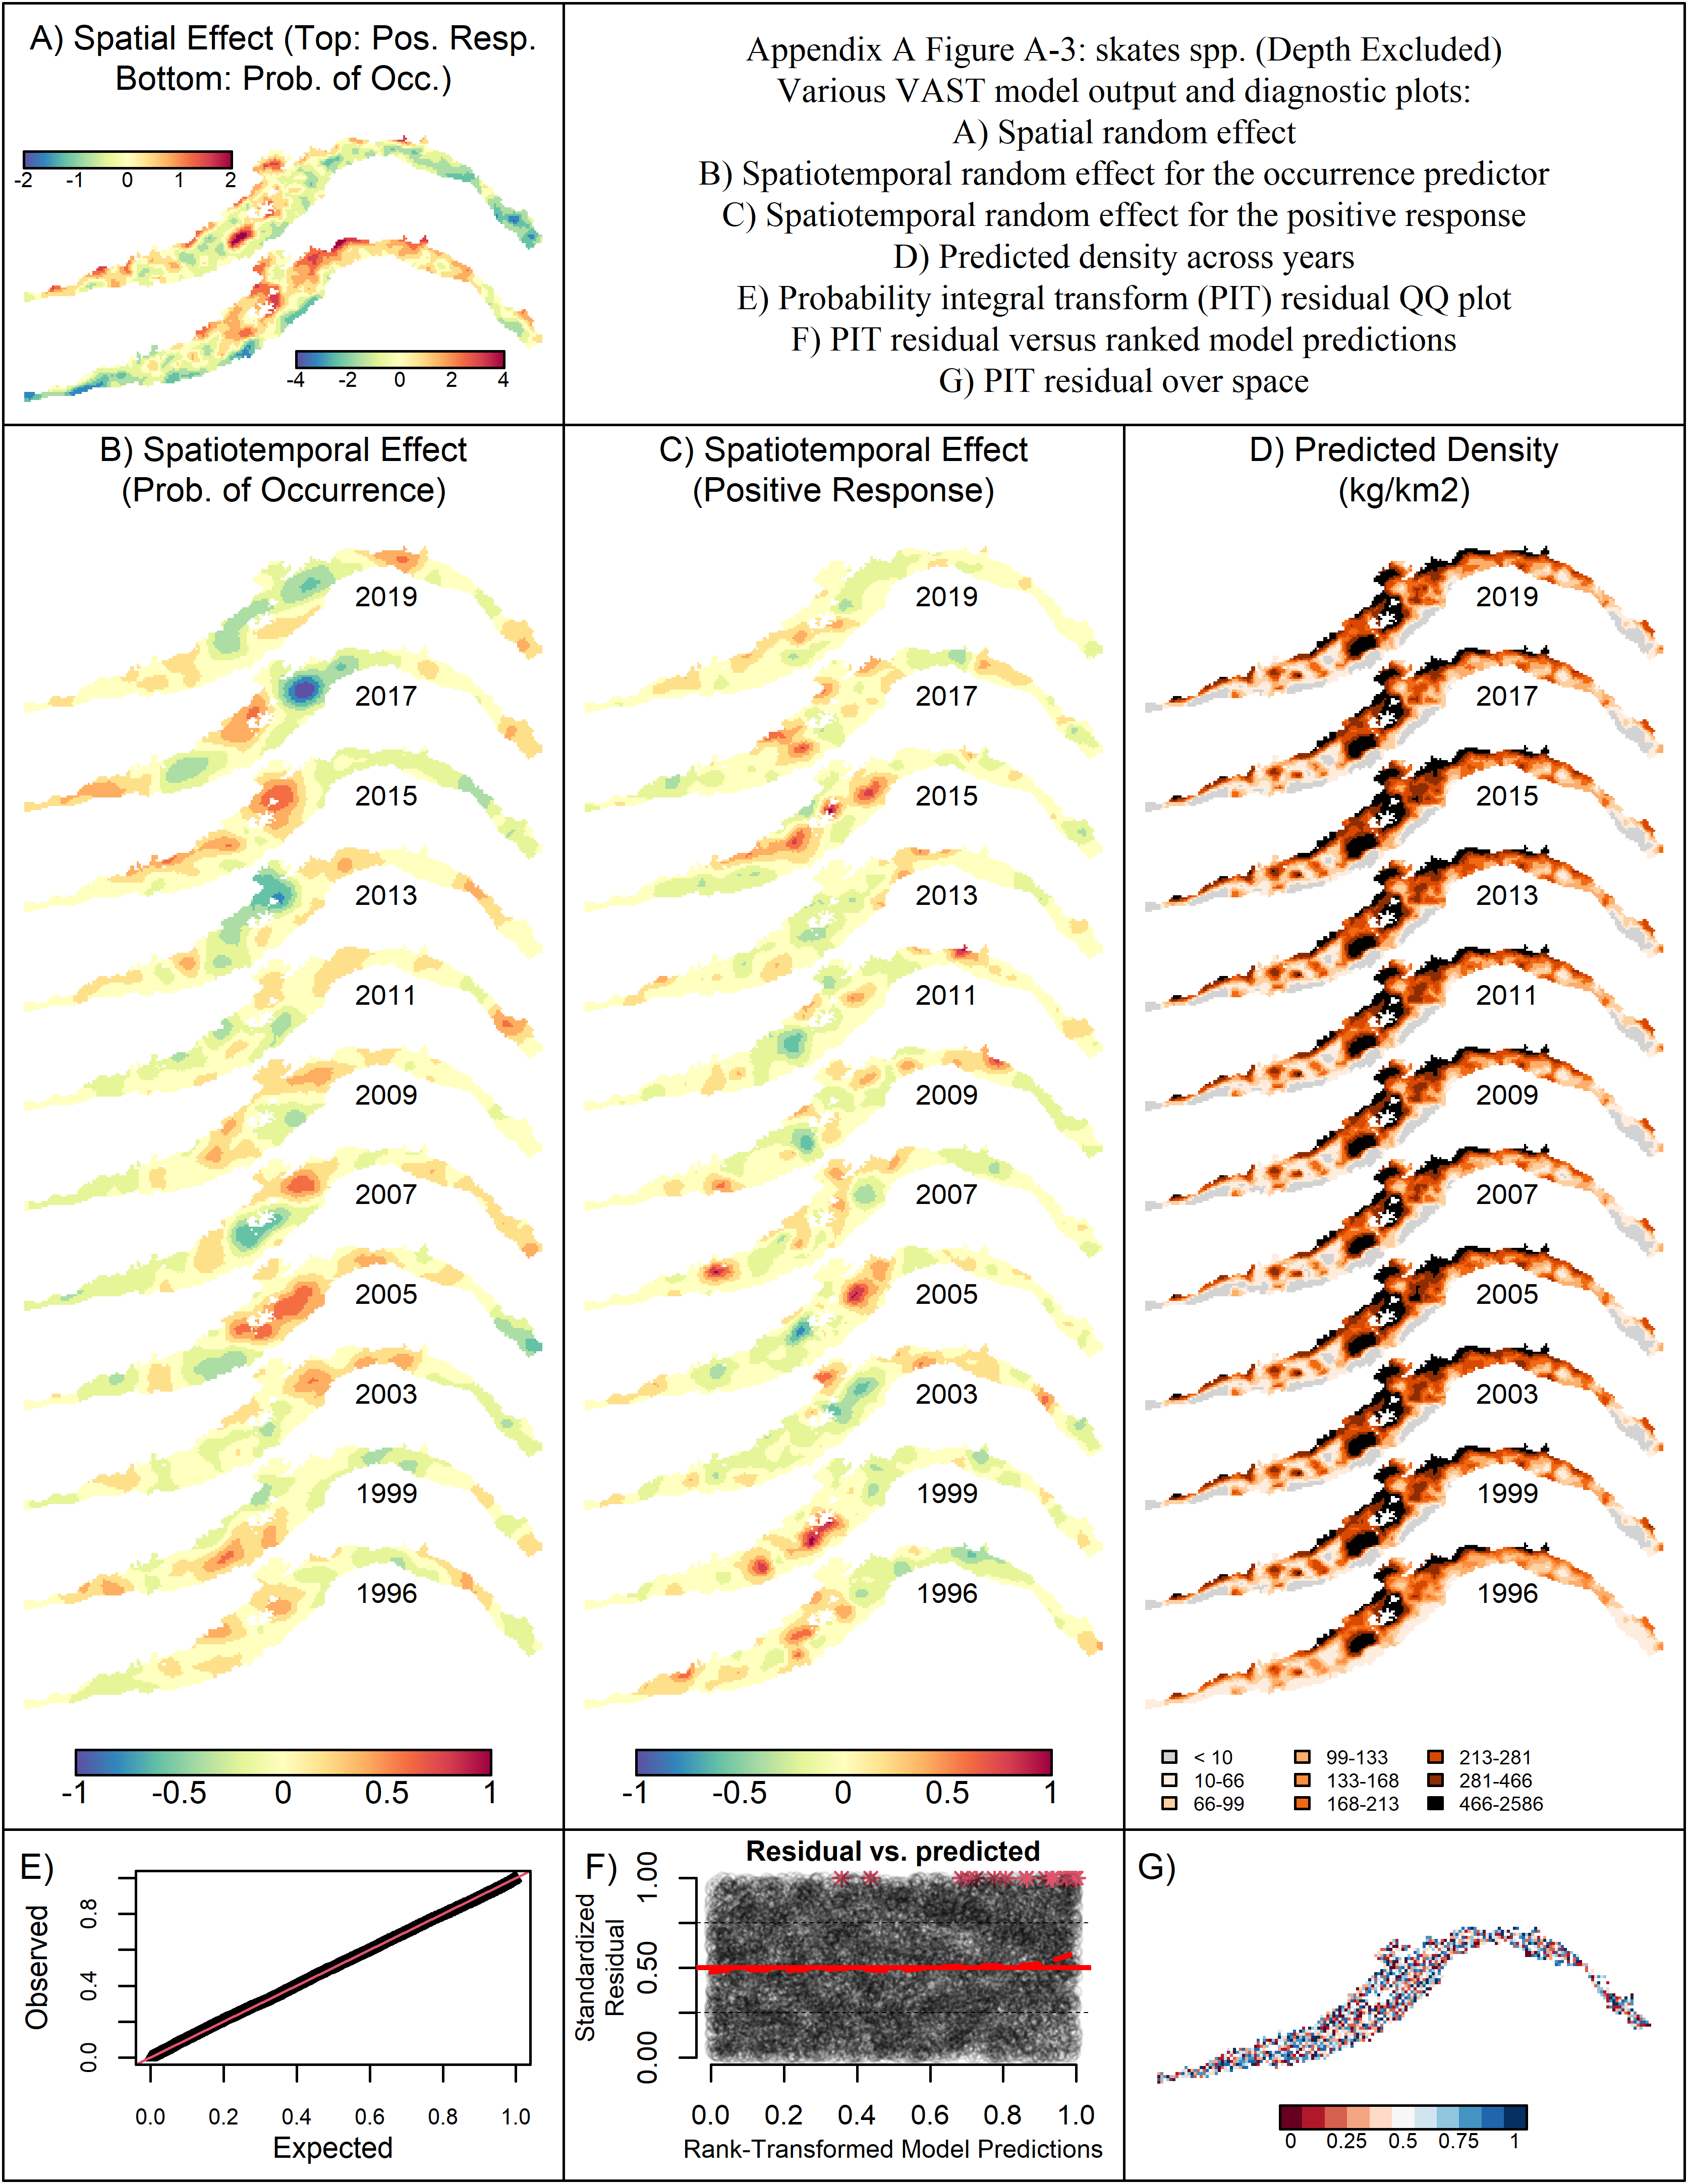 A) Spatial Effect (Top: Pos. Resp.
Bottom: Prob. of Occ.)
-2 -1 0 1 2
-4 -2 0 2 4
Appendix A Figure A-3: skates spp. (Depth Excluded)
Various VAST model output and diagnostic plots:
A) Spatial random effect
B) Spatiotemporal random effect for the occurrence predictor
C) Spatiotemporal random effect for the positive response
D) Predicted density across years
E) Probability integral transform (PIT) residual QQ plot
F) PIT residual versus ranked model predictions
G) PIT residual over space
B) Spatiotemporal Effect
(Prob. of Occurrence)
2019
2017
2015
2013
2011
2009
2007
2005
2003
1999
1996
-1 -0.5 0 0.5 1
C) Spatiotemporal Effect
(Positive Response)
2019
2017
2015
2013
2011
2009
2007
2005
2003
1999
1996
-1 -0.5 0 0.5 1
D) Predicted Density
(kg/km2)
2019
2017
2015
2013
2011
2009
2007
2005
2003
1999
1996
< 10 99-133 213-281
10-66 133-168 281-466
66-99 168-213 466-2586
E)
Observed
0.0 0.4 0.8
0.0 0.2 0.4 0.6 0.8 1.0
Expected
F)
Residual vs. predicted
Standardized
Residual
0.00 0.50 1.00
0.0 0.2 0.4 0.6 0.8 1.0
Rank-Transformed Model Predictions
G)
0 0.25 0.5 0.75 1